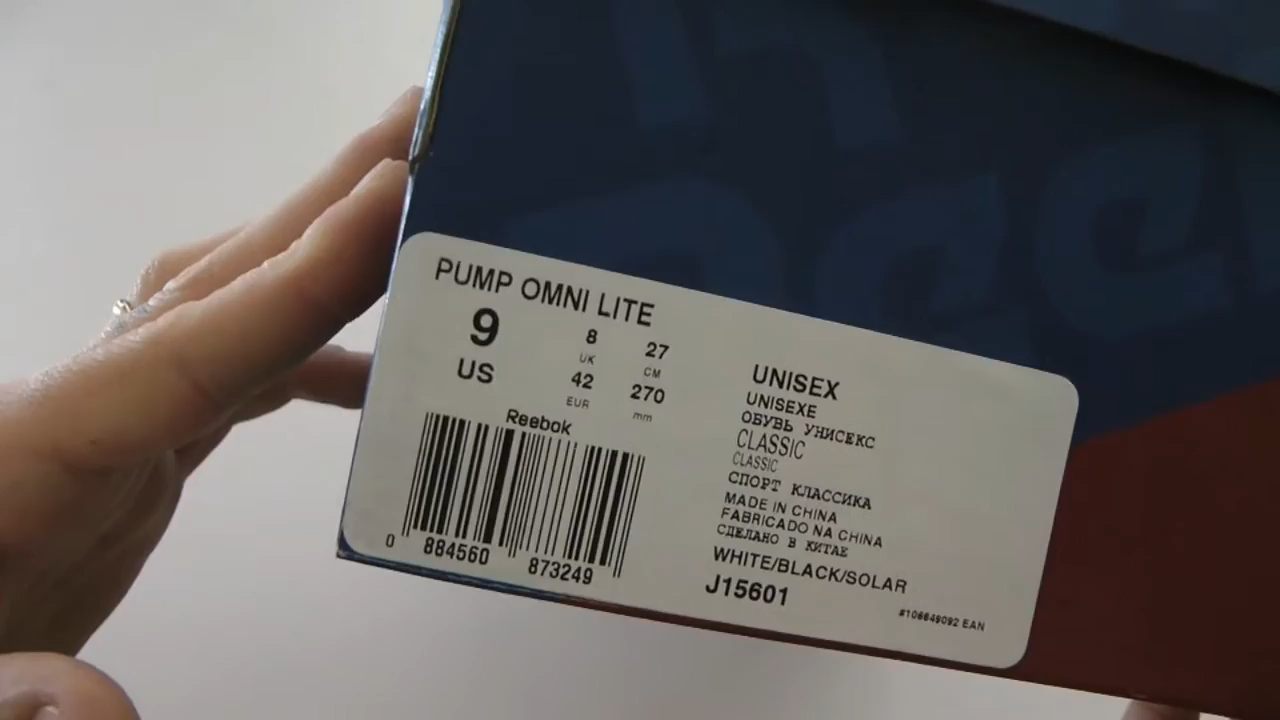 PUMP OMNI LITE
9
US
8
UK
42
EUR
27
CM
270
mm
Reebok
0 884560 873249
UNISEX
UNISEXE
ОБУВЬ УНИСЕКС
CLASSIC
CLASSIC
СПОРТ КЛАССИКА
MADE IN CHINA
FABRICADO NA CHINA
СДЕЛАНО В КИТАЕ
WHITE/BLACK/SOLAR
J15601
#106649092 EAN